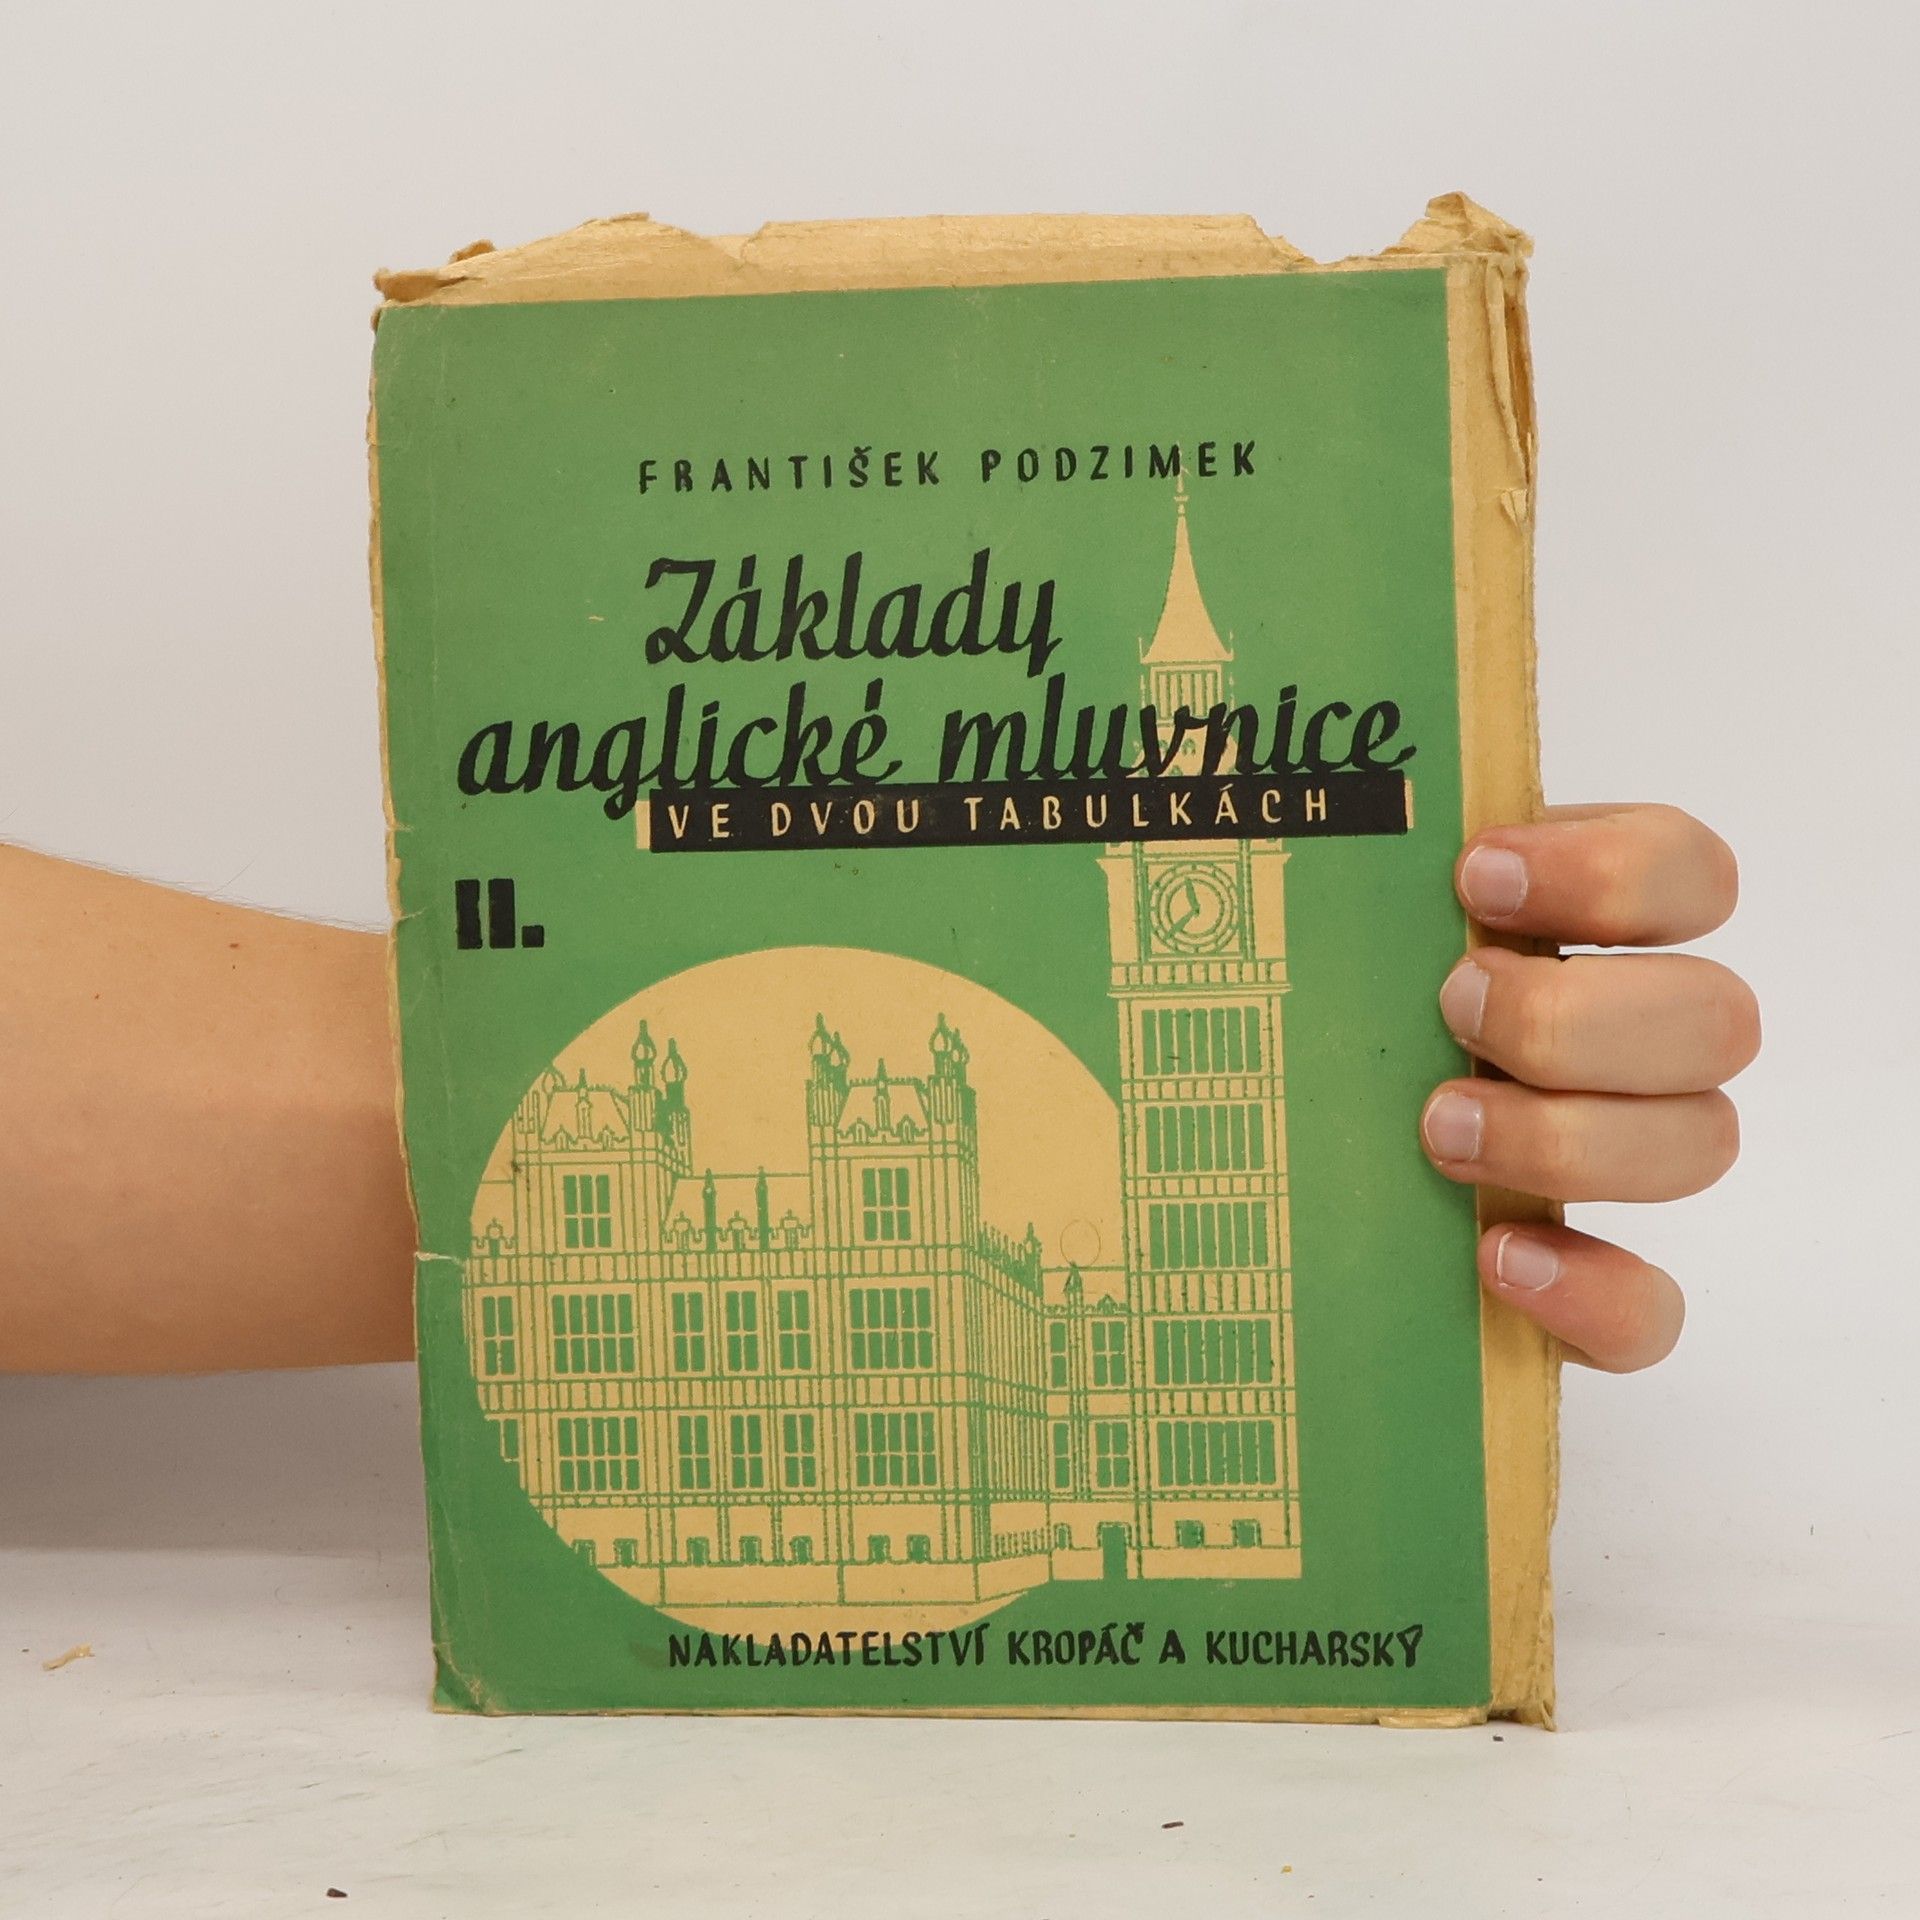 FRANTIŠEK PODZIMEK
Základy
anglické mluvnice
VE DVOU TABULKÁCH
II.
NAKLADATELSTVÍ KROPÁČ A KUCHARSKÝ